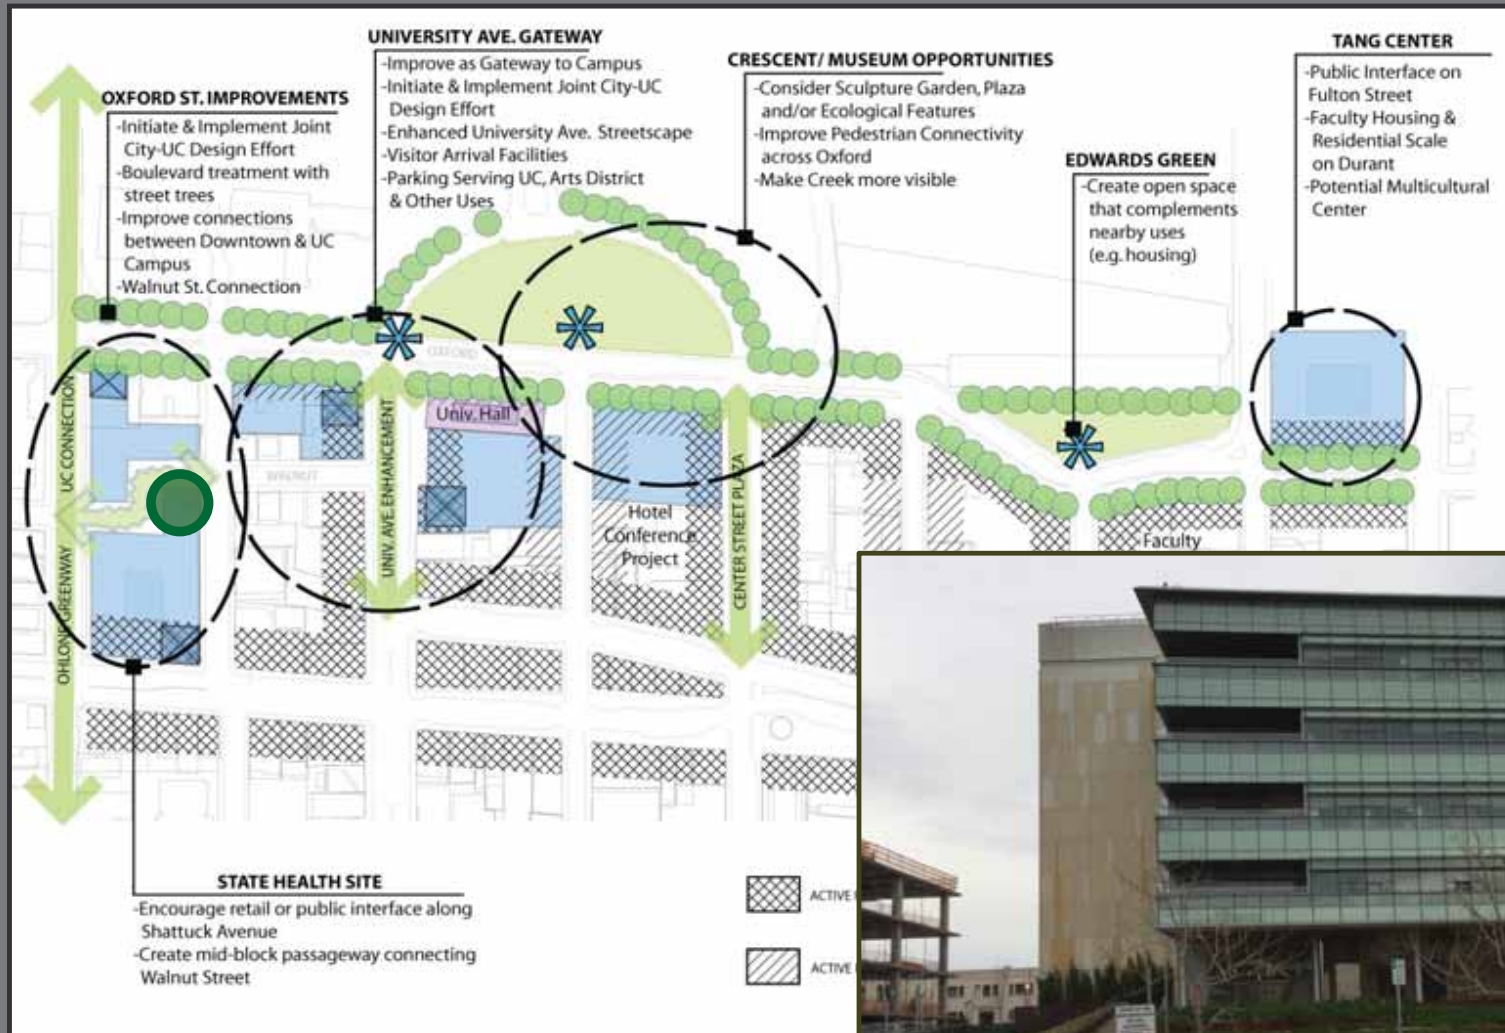 OXFORD ST. IMPROVEMENTS
-Initiate & Implement Joint
City-UC Design Effort
-Boulevard treatment with
street trees
-Improve connections
between Downtown & UC
Campus
-Walnut St. Connection
UNIVERSITY AVE. GATEWAY
-Improve as Gateway to Campus
-Initiate & Implement Joint City-UC
Design Effort
-Enhanced University Ave. Streetscape
-Visitor Arrival Facilities
-Parking Serving UC, Arts District
& Other Uses
CRESCENT/ MUSEUM OPPORTUNITIES
-Consider Sculpture Garden, Plaza
and/or Ecological Features
-Improve Pedestrian Connectivity
across Oxford
-Make Creek more visible
EDWARDS GREEN
-Create open space
that complements
nearby uses
(e.g. housing)
TANG CENTER
-Public Interface on
Fulton Street
-Faculty Housing &
Residential Scale
on Durant
-Potential Multicultural
Center
OXFORD
UC CONNECTION
OHLONE GREENWAY
WALNUT
UNIV. AVE. ENHANCEMENT
Univ. Hall
Hotel
Conference
Project
CENTER STREET PLAZA
Faculty
STATE HEALTH SITE
-Encourage retail or public interface along
Shattuck Avenue
-Create mid-block passageway connecting
Walnut Street
ACTIVE
ACTIVE